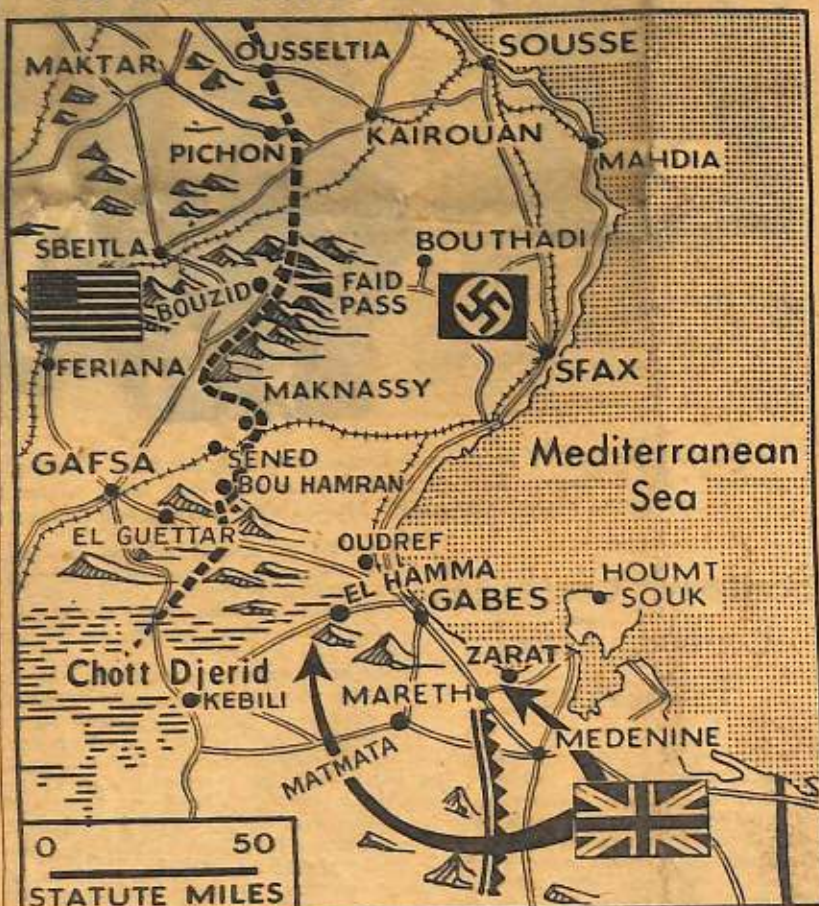 OUSSELTIA
SOUSSE
MAKTAR
PICHON
KAIROUAN
MAHDIA
SBEITLA
BOU THADI
BOUZID
FAID
PASS
FERIANA
SFAX
MAKNASSY
GAFSA
SENED
BOU HAMRAN
Mediterranean
Sea
EL GUETTAR
OUDREF
EL HAMMA
HOUMT
SOUK
GABES
ZARAT
Chott Djerid
KEBILI
MARETH
MATMATA
MEDENINE
0 50
STATUTE MILES